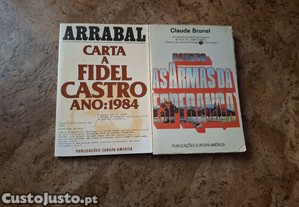 ARRABAL
CARTA A
FIDEL
CASTRO
ANO:1984
PUBLICAÇÕES EUROPA-AMÉRICA
Claude Brunel
AS ARMAS DA
ESPERANÇA
PUBLICAÇÕES EUROPA-AMÉRICA
CustoJusto.pt